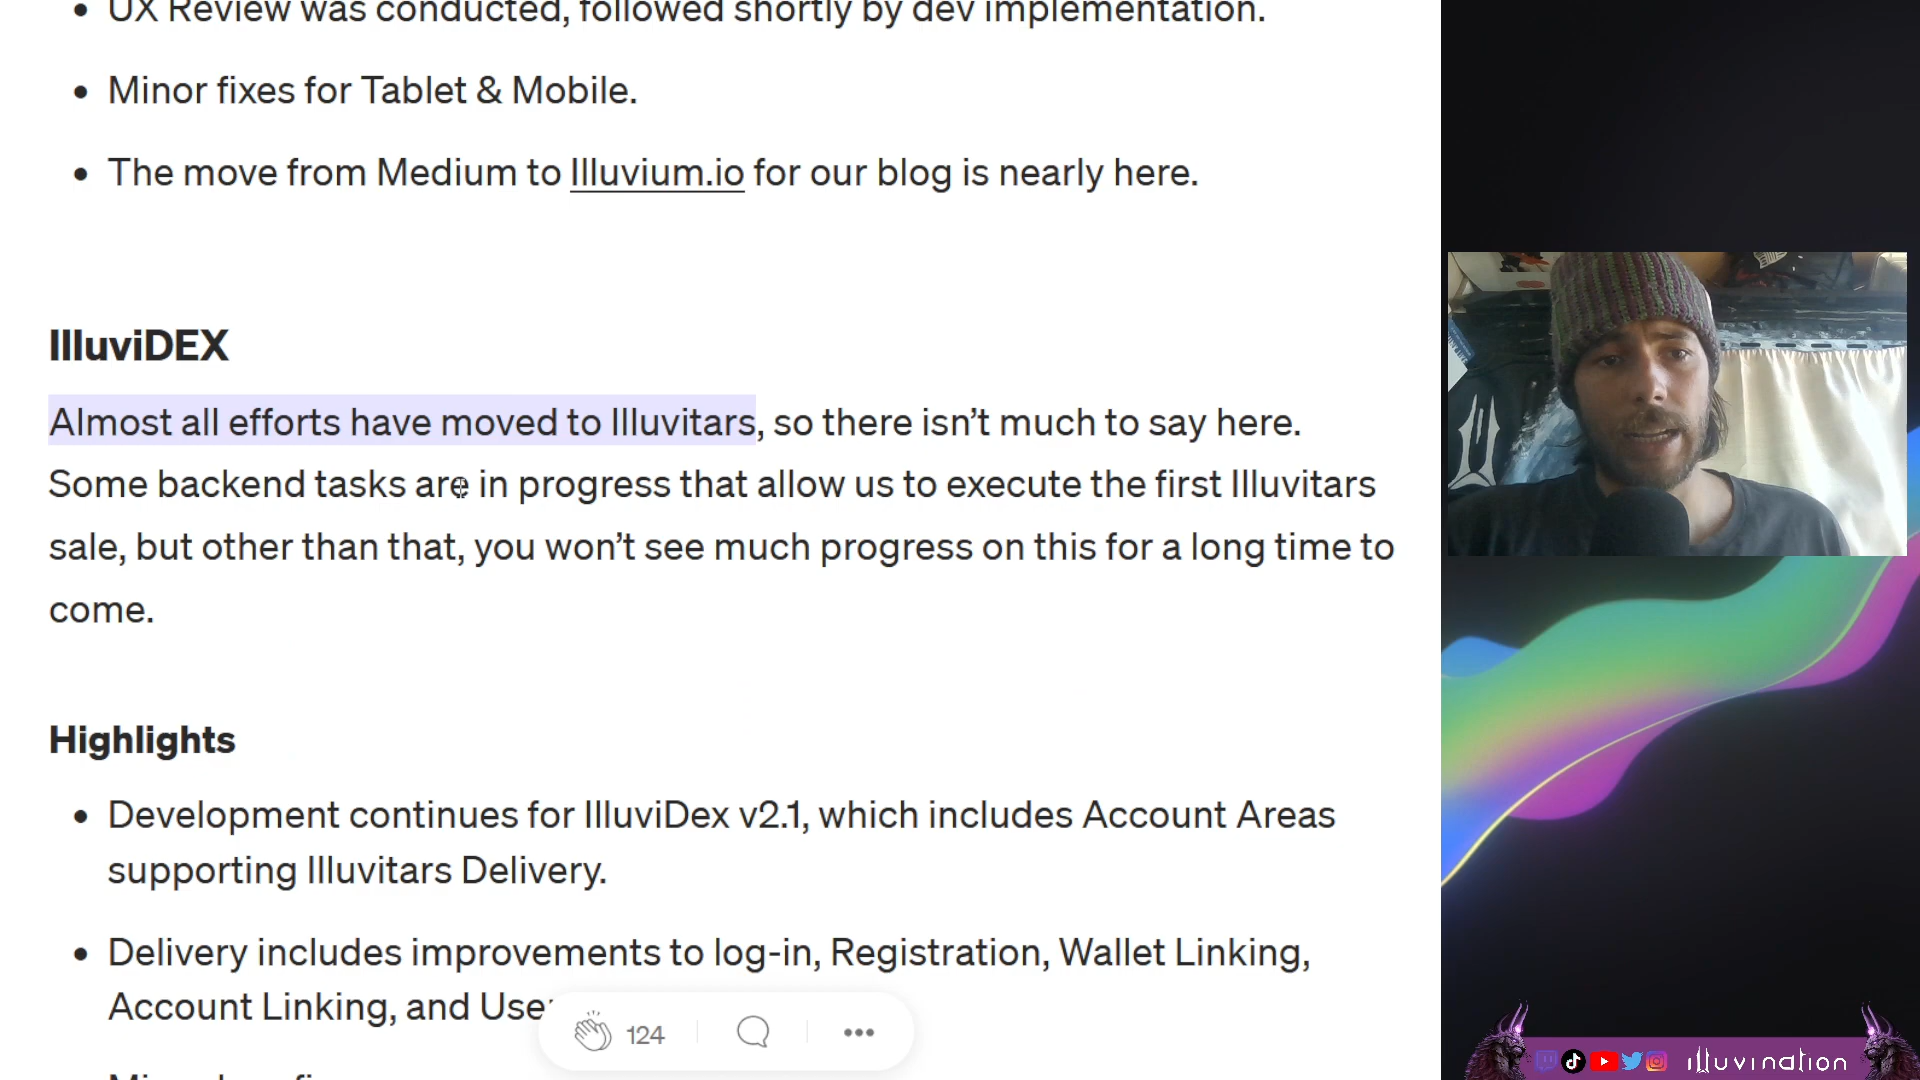 UX Review was conducted, followed shortly by dev implementation.
Minor fixes for Tablet & Mobile.
The move from Medium to Illuvium.io for our blog is nearly here.
IlluviDEX
Almost all efforts have moved to Illuvitars, so there isn’t much to say here.
Some backend tasks are in progress that allow us to execute the first Illuvitars
sale, but other than that, you won’t see much progress on this for a long time to
come.
Highlights
Development continues for IlluviDex v2.1, which includes Account Areas
supporting Illuvitars Delivery.
Delivery includes improvements to log-in, Registration, Wallet Linking,
Account Linking, and Use
124
illuvination